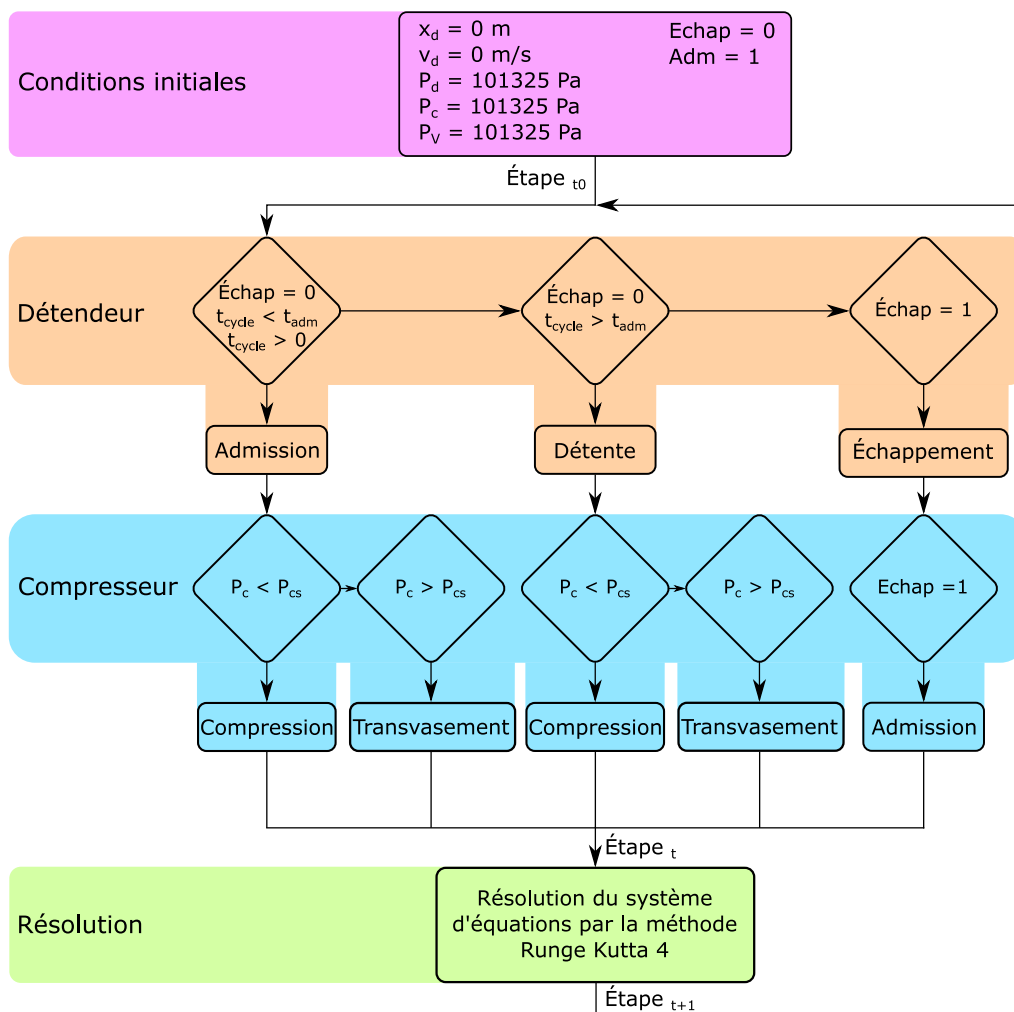 Conditions initiales
x_d = 0 m
v_d = 0 m/s
P_d = 101325 Pa
P_c = 101325 Pa
P_V = 101325 Pa
Echap = 0
Adm = 1
Étape t0
Détendeur
Échap = 0
t_cycle < t_adm
t_cycle > 0
Échap = 0
t_cycle > t_adm
Échap = 1
Admission
Détente
Échappement
Compresseur
P_c < P_cs
P_c > P_cs
P_c < P_cs
P_c > P_cs
Echap =1
Compression
Transvasement
Compression
Transvasement
Admission
Étape t
Résolution
Résolution du système
d'équations par la méthode
Runge Kutta 4
Étape t+1